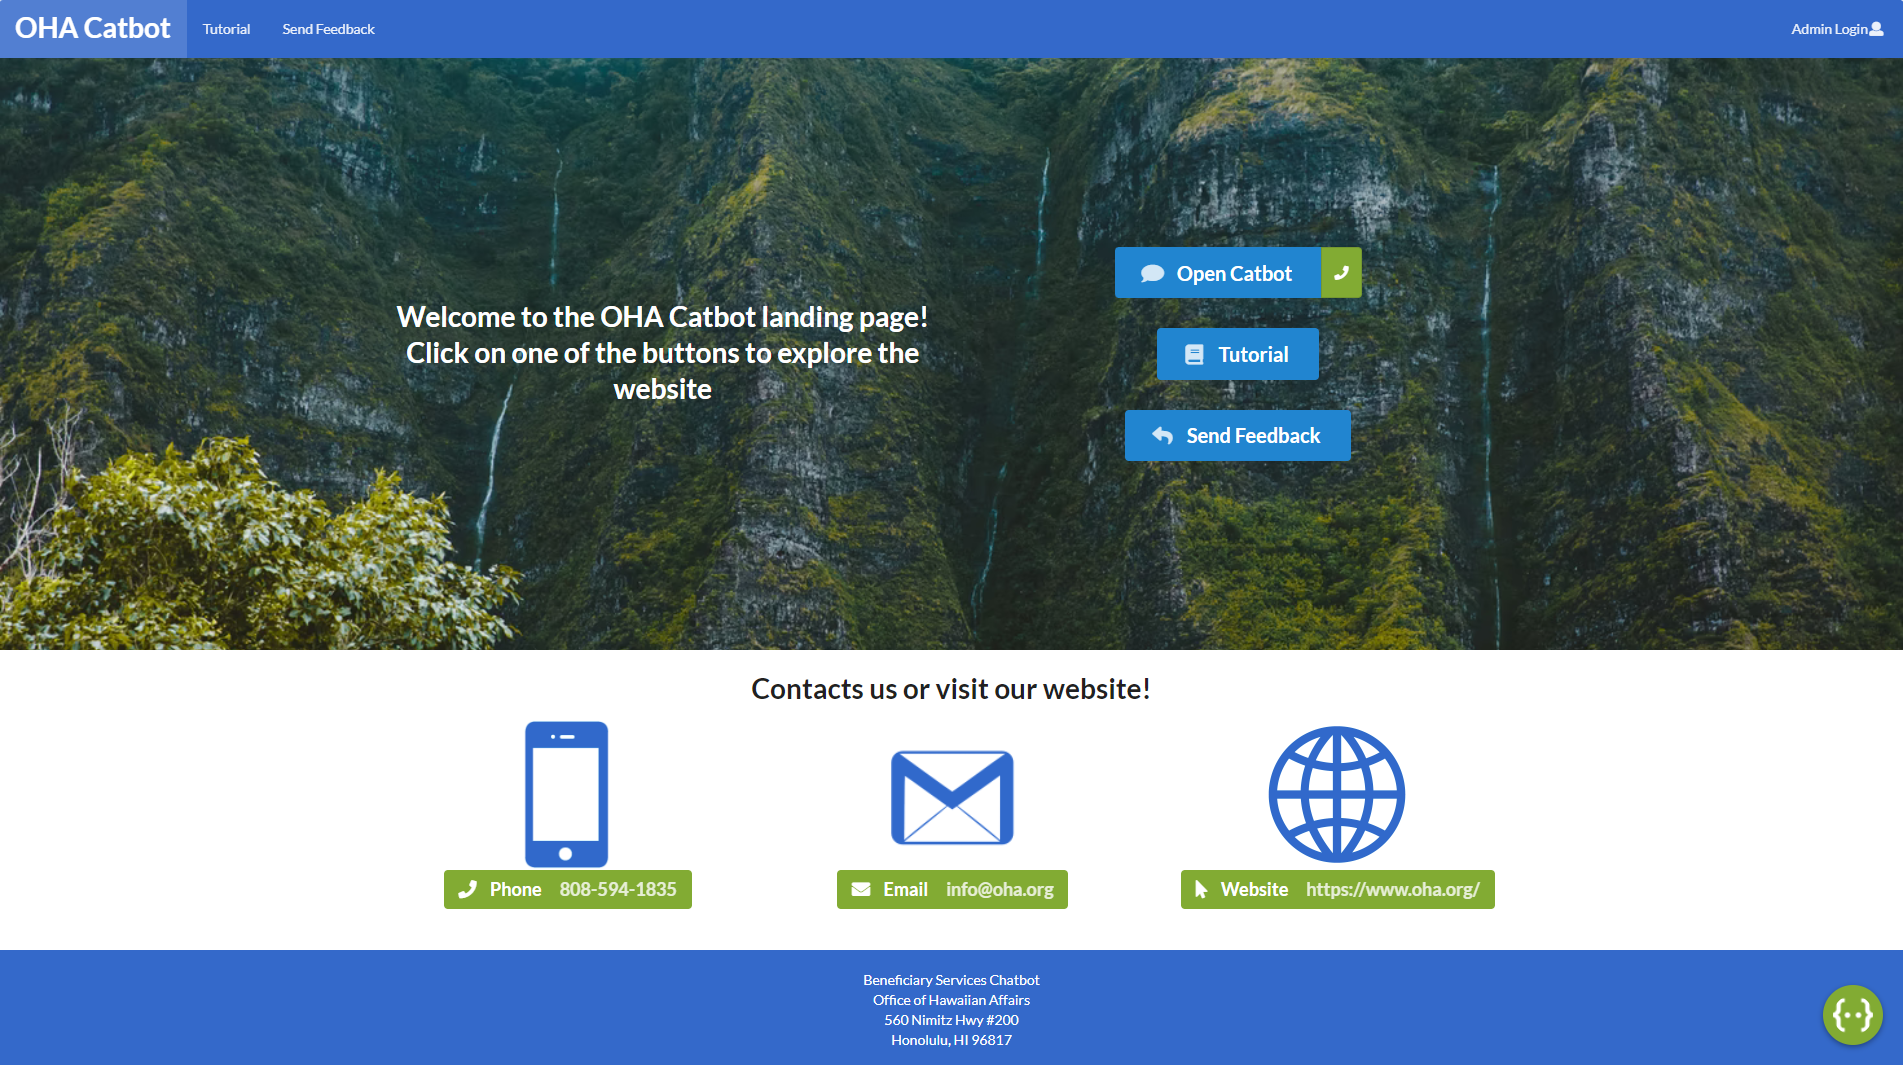 OHA Catbot
Tutorial
Send Feedback
Admin Login
Welcome to the OHA Catbot landing page!
Click on one of the buttons to explore the
website
Open Catbot
Tutorial
Send Feedback
Contacts us or visit our website!
Phone 808-594-1835
Email info@oha.org
Website https://www.oha.org/
Beneficiary Services Chatbot
Office of Hawaiian Affairs
560 Nimitz Hwy #200
Honolulu, HI 96817